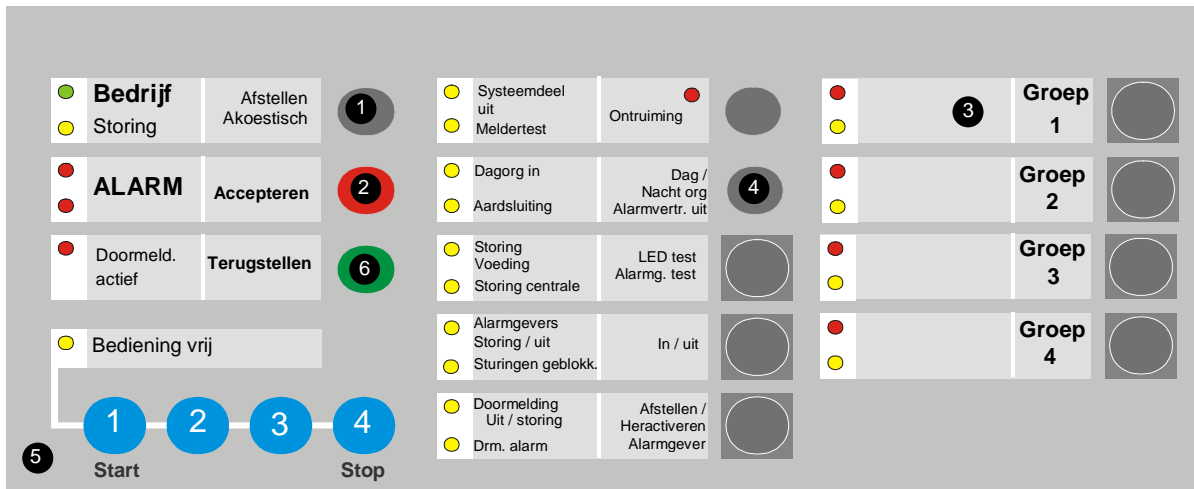 Bedrijf
Storing
Afstellen
Akoestisch
1
ALARM
Accepteren
2
Doormeld.
actief
Terugstellen
6
Bediening vrij
1 2 3 4
5
Start Stop
Systeemdeel
uit
Meldertest
Ontruiming
Dagorg in
Aardsluiting
Dag /
Nacht org
Alarmvertr. uit
4
Storing
Voeding
Storing centrale
LED test
Alarmg. test
Alarmgevers
Storing / uit
Sturingen geblokk.
In / uit
Doormelding
Uit / storing
Drm. alarm
Afstellen /
Heractiveren
Alarmgever
3
Groep
1
Groep
2
Groep
3
Groep
4